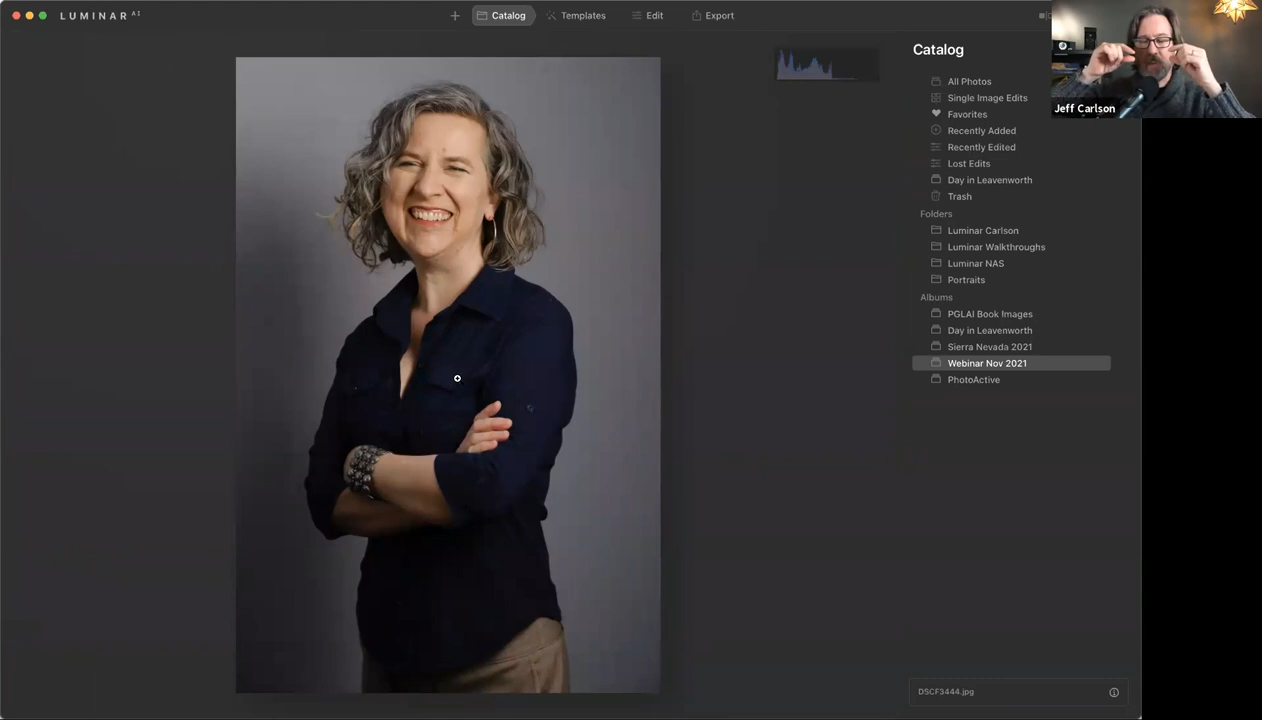 LUMINAR AI
Catalog
Templates
Edit
Export
Catalog
All Photos
Single Image Edits
Favorites
Recently Added
Recently Edited
Lost Edits
Day in Leavenworth
Trash
Folders
Luminar Carlson
Luminar Walkthroughs
Luminar NAS
Portraits
Albums
PGLAI Book Images
Day in Leavenworth
Sierra Nevada 2021
Webinar Nov 2021
PhotoActive
DSCF3444.jpg
Jeff Carlson